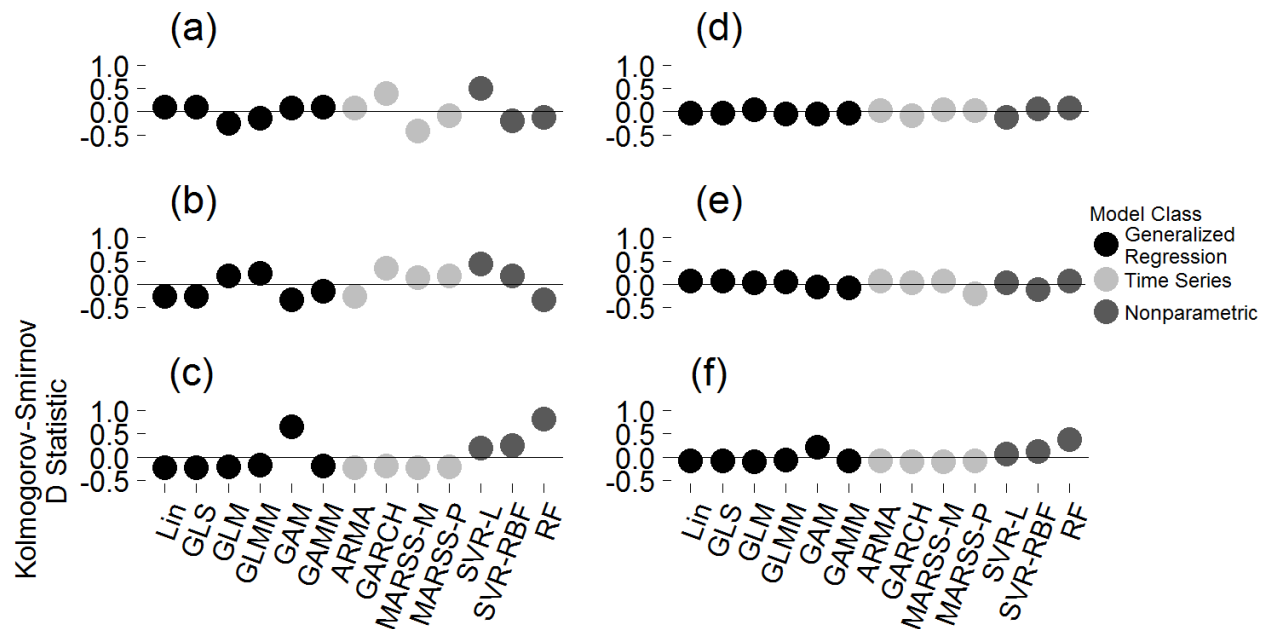 (a)
1.0
0.5
0.0
-0.5
(d)
1.0
0.5
0.0
-0.5
(b)
1.0
0.5
0.0
-0.5
(e)
1.0
0.5
0.0
-0.5
Model Class
Generalized
Regression
Time Series
Nonparametric
Kolmogorov-Smirnov
D Statistic
(c)
1.0
0.5
0.0
-0.5
Lin
GLS
GLM
GLMM
GAM
GAMM
ARMA
GARCH
MARSS-M
MARSS-P
SVR-L
SVR-RBF
RF
(f)
1.0
0.5
0.0
-0.5
Lin
GLS
GLM
GLMM
GAM
GAMM
ARMA
GARCH
MARSS-M
MARSS-P
SVR-L
SVR-RBF
RF